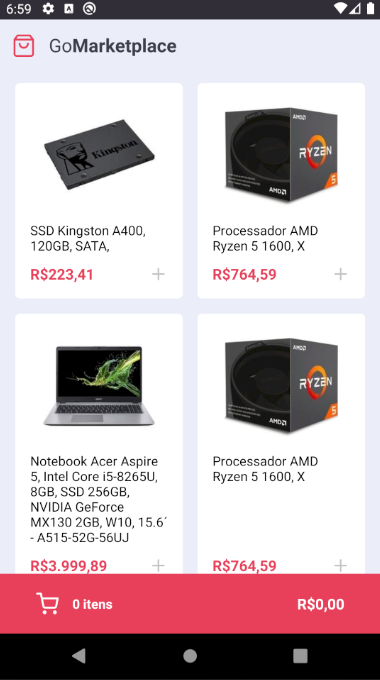 6:59
GoMarketplace
Kingston
AMD
RYZEN
5
AMD
SSD Kingston A400,
120GB, SATA,
R$223,41
Processador AMD
Ryzen 5 1600, X
R$764,59
AMD
RYZEN
5
AMD
Notebook Acer Aspire
5, Intel Core i5-8265U,
8GB, SSD 256GB,
NVIDIA GeForce
MX130 2GB, W10, 15.6´
- A515-52G-56UJ
R$3.999,89
Processador AMD
Ryzen 5 1600, X
R$764,59
0 itens
R$0,00